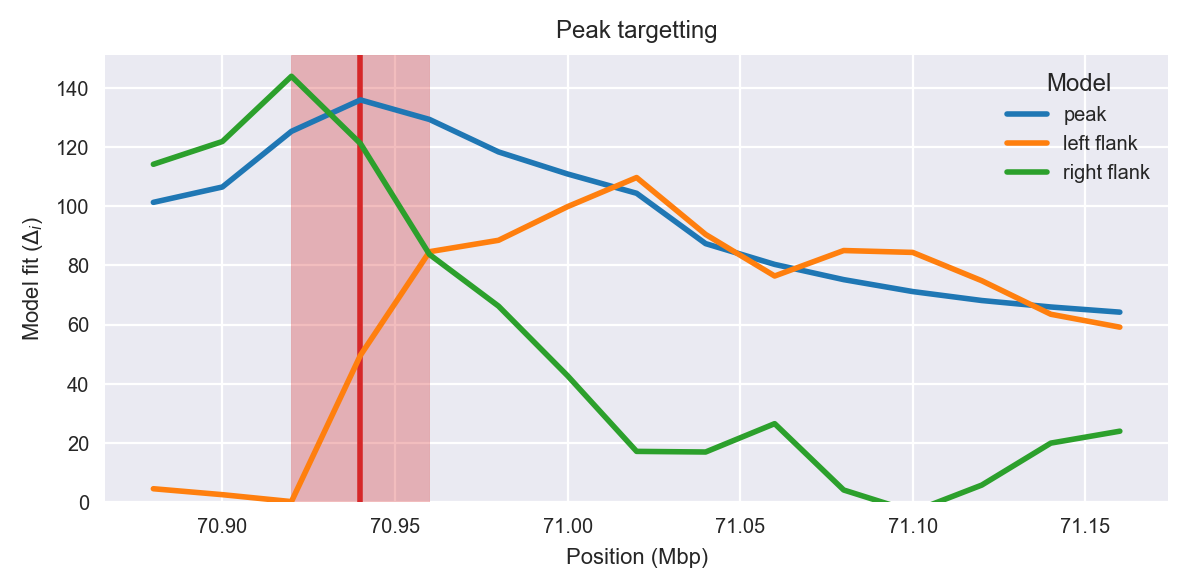 Peak targetting
Model fit (Δi)
140
120
100
80
60
40
20
0
Model
peak
left flank
right flank
70.90
70.95
71.00
71.05
71.10
71.15
Position (Mbp)